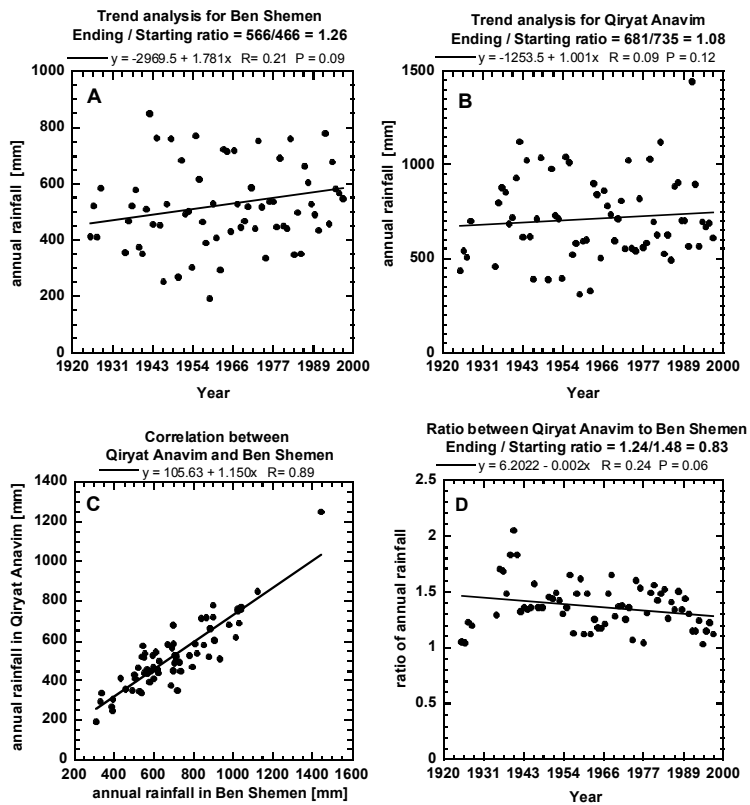 Trend analysis for Ben Shemen
Ending / Starting ratio = 566/466 = 1.26
y = -2969.5 + 1.781x R= 0.21 P = 0.09
A
1000
800
600
400
200
0
annual rainfall [mm]
1920 1931 1943 1954 1966 1977 1989 2000
Year
Trend analysis for Qiryat Anavim
Ending / Starting ratio = 681/735 = 1.08
y = -1253.5 + 1.001x R = 0.09 P = 0.12
B
1500
1000
500
0
annual rainfall [mm]
1920 1931 1943 1954 1966 1977 1989 2000
Year
Correlation between
Qiryat Anavim and Ben Shemen
y = 105.63 + 1.150x R= 0.89
C
1400
1200
1000
800
600
400
200
0
annual rainfall in Qiryat Anavim [mm]
200 400 600 800 1000 1200 1400 1600
annual rainfall in Ben Shemen [mm]
Ratio between Qiryat Anavim to Ben Shemen
Ending / Starting ratio = 1.24/1.48 = 0.83
y = 6.2022 - 0.002x R = 0.24 P = 0.06
D
2.5
2
1.5
1
0.5
0
ratio of annual rainfall
1920 1931 1943 1954 1966 1977 1989 2000
Year